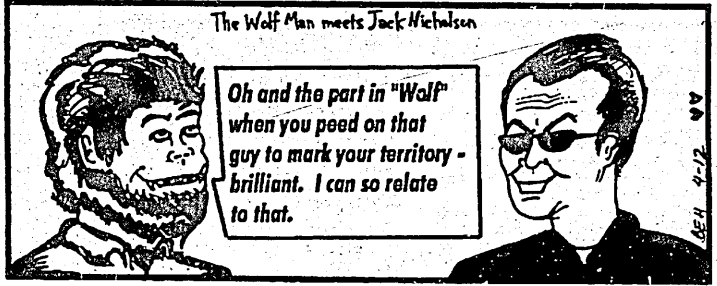 The Wolf Man meets Jack Nicholson
Oh and the part in "Wolf"
when you peed on that
guy to mark your territory -
brilliant. I can so relate
to that.
BEH 4-12